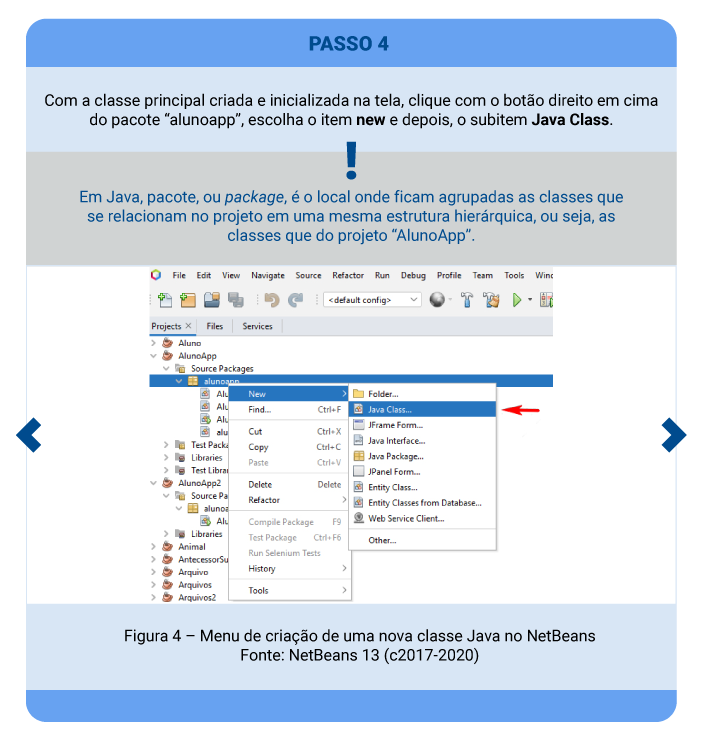 PASSO 4
Com a classe principal criada e inicializada na tela, clique com o botão direito em cima
do pacote “alunoapp”, escolha o item new e depois, o subitem Java Class.
!
Em Java, pacote, ou package, é o local onde ficam agrupadas as classes que
se relacionam no projeto em uma mesma estrutura hierárquica, ou seja, as
classes que do projeto “AlunoApp”.
File Edit View Navigate Source Refactor Run Debug Profile Team Tools Winc
<default config>
Projects Files Services
Aluno
AlunoApp
Source Packages
alunoapp
Alu
Alu
Alu
alu
Test Packa
Libraries
Test Librar
AlunoApp2
Source Pa
alunoa
Alu
Libraries
Animal
AntecessorSu
Arquivo
Arquivos
Arquivos2
New
Find... Ctrl+F
Cut Ctrl+X
Copy Ctrl+C
Paste Ctrl+V
Delete Delete
Refactor
Compile Package F9
Test Package Ctrl+F6
Run Selenium Tests
History
Tools
Folder...
Java Class...
JFrame Form...
Java Interface...
Java Package...
JPanel Form...
Entity Class...
Entity Classes from Database...
Web Service Client...
Other...
Figura 4 – Menu de criação de uma nova classe Java no NetBeans
Fonte: NetBeans 13 (c2017-2020)